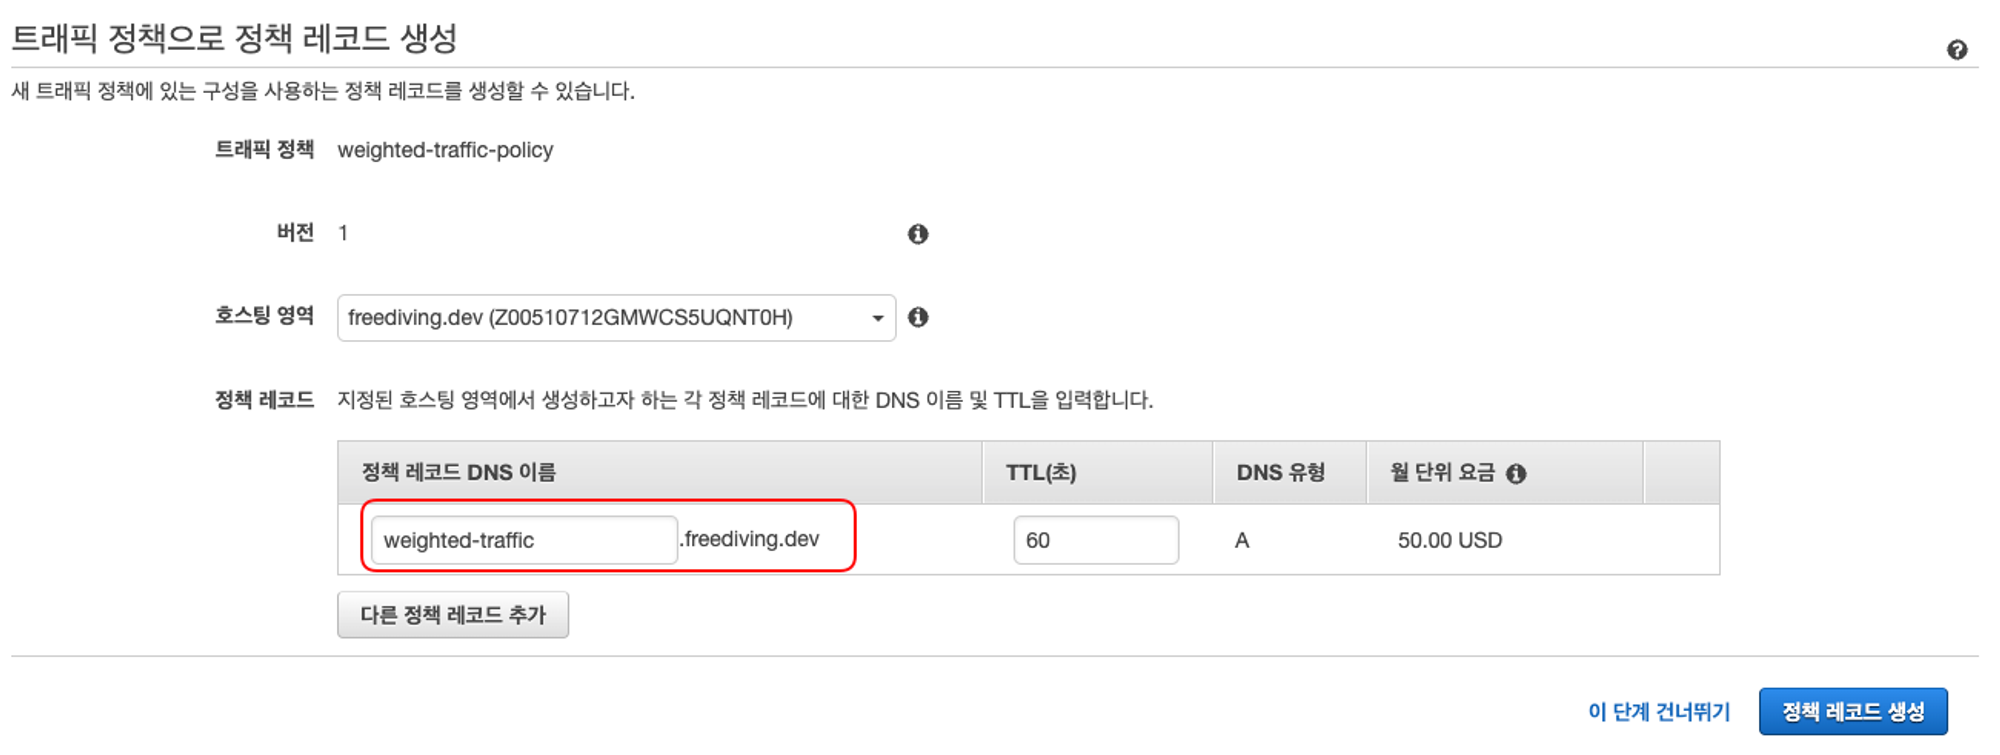 트래픽 정책으로 정책 레코드 생성
새 트래픽 정책에 있는 구성을 사용하는 정책 레코드를 생성할 수 있습니다.
트래픽 정책 weighted-traffic-policy
버전 1
호스팅 영역 freediving.dev (Z00510712GMWCS5UQNT0H)
정책 레코드 지정된 호스팅 영역에서 생성하고자 하는 각 정책 레코드에 대한 DNS 이름 및 TTL을 입력합니다.
정책 레코드 DNS 이름 TTL(초) DNS 유형 월 단위 요금
weighted-traffic .freediving.dev 60 A 50.00 USD
다른 정책 레코드 추가
이 단계 건너뛰기 정책 레코드 생성